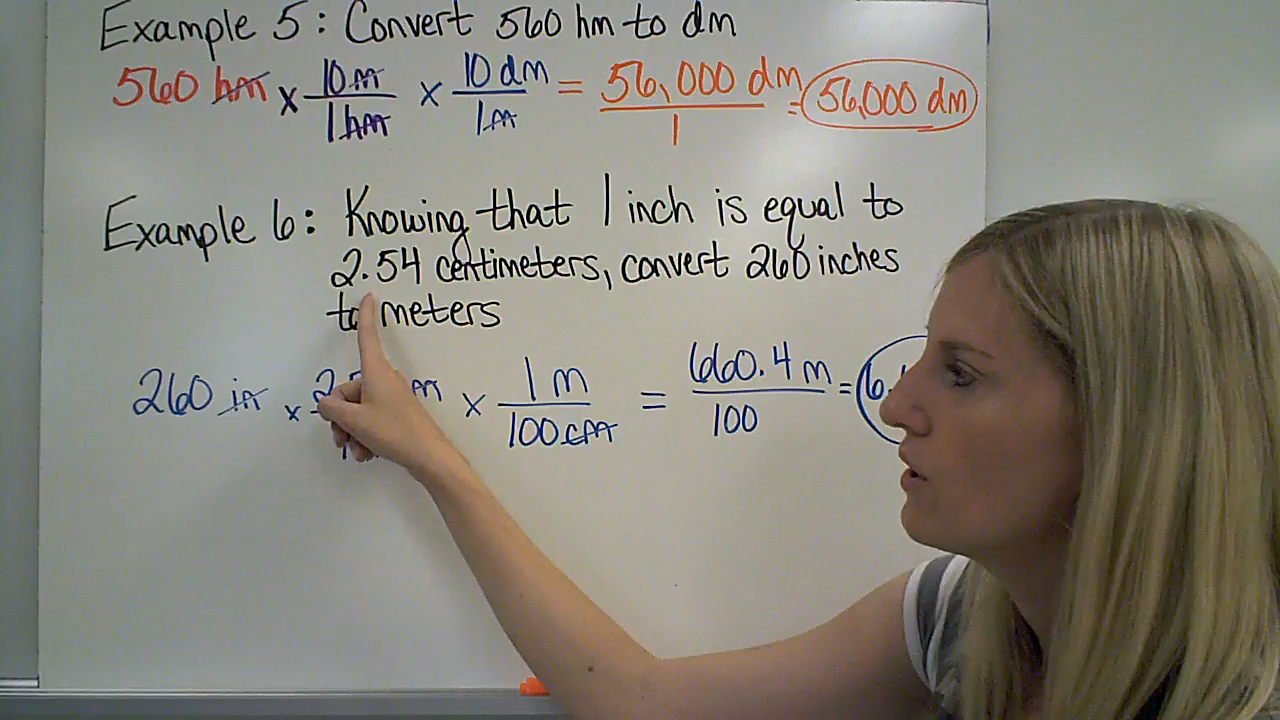 Example 5: Convert 560 hm to dm
560 hm x 10 m / 1 hm x 10 dm / 1 m = 56,000 dm / 1 = 56,000 dm
Example 6: Knowing that 1 inch is equal to
2.54 centimeters, convert 260 inches
to meters
260 in x 1 m / 100 cm = 660.4 m / 100 =